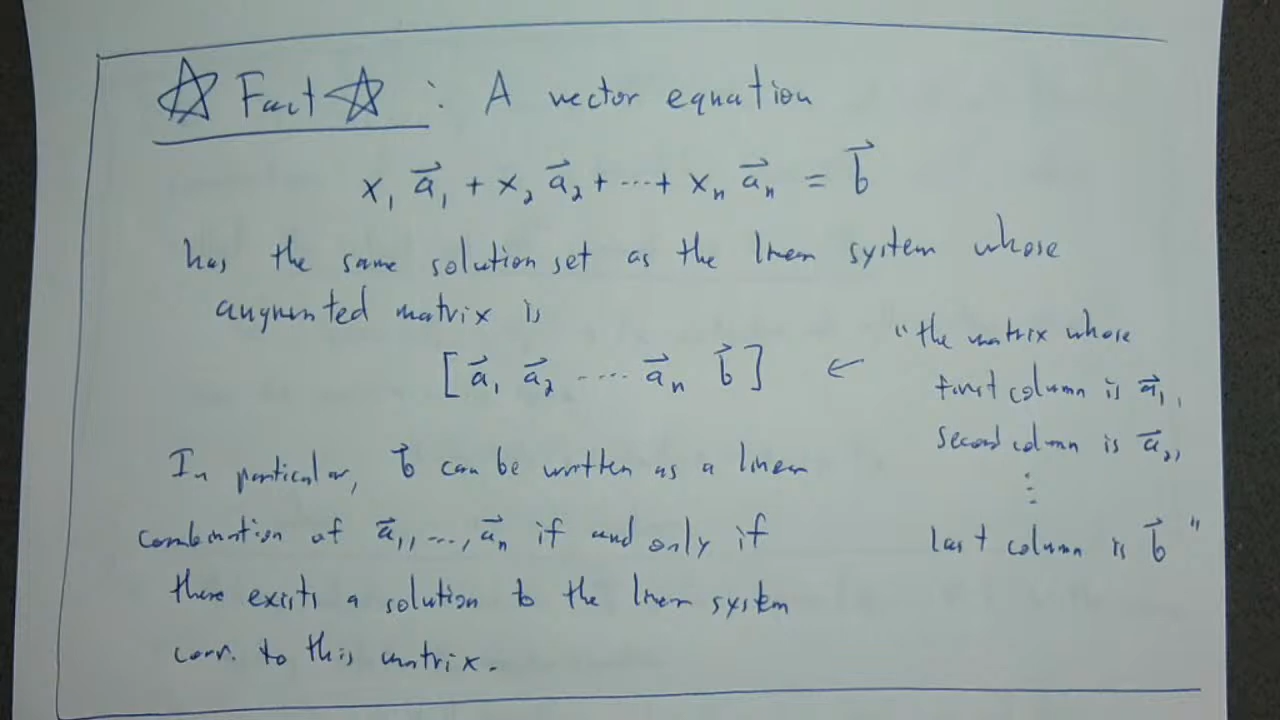 ☆ Fact ☆ : A vector equation
x₁ a⃗₁ + x₂ a⃗₂ + ⋯ + xₙ a⃗ₙ = b⃗
has the same solution set as the linear system whose
augmented matrix is
[ a⃗₁ a⃗₂ ⋯ a⃗ₙ b⃗ ] ←
"the matrix whose
first column is a⃗₁,
second column is a⃗₂,
⋮
last column is b⃗ "
In particular, b⃗ can be written as a linear
combination of a⃗₁, ..., a⃗ₙ if and only if
there exists a solution to the linear system
corr. to this matrix.